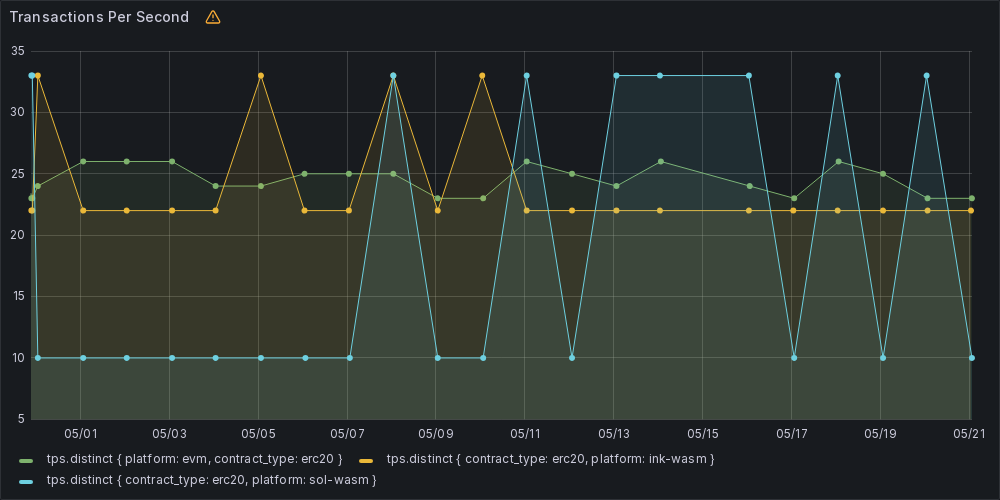 Transactions Per Second
35
30
25
20
15
10
5
05/01 05/03 05/05 05/07 05/09 05/11 05/13 05/15 05/17 05/19 05/21
tps.distinct { platform: evm, contract_type: erc20 } tps.distinct { contract_type: erc20, platform: ink-wasm }
tps.distinct { contract_type: erc20, platform: sol-wasm }